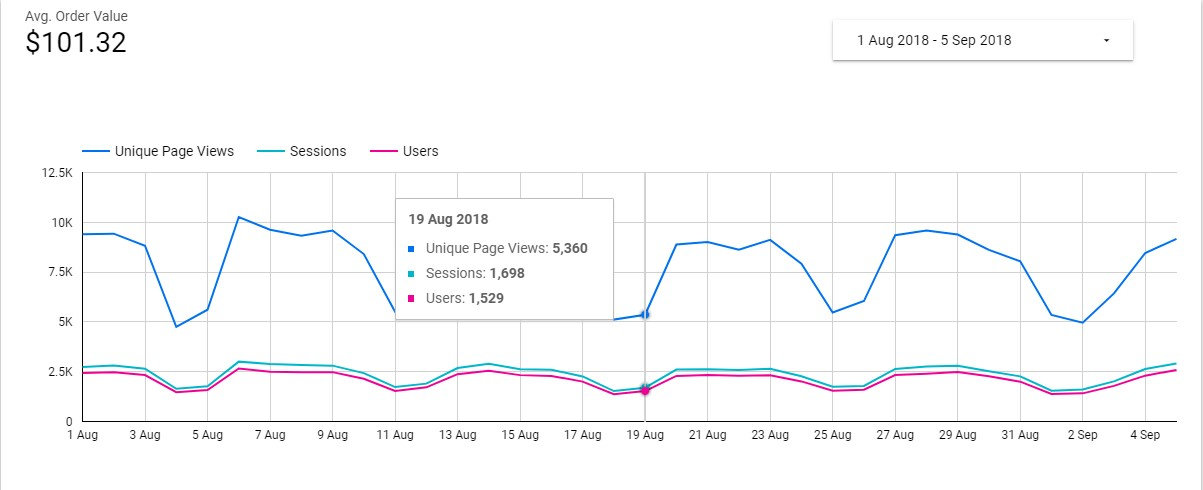 Avg. Order Value
$101.32
1 Aug 2018 - 5 Sep 2018
Unique Page Views
Sessions
Users
12.5K
10K
7.5K
5K
2.5K
0
19 Aug 2018
Unique Page Views: 5,360
Sessions: 1,698
Users: 1,529
1 Aug
3 Aug
5 Aug
7 Aug
9 Aug
11 Aug
13 Aug
15 Aug
17 Aug
19 Aug
21 Aug
23 Aug
25 Aug
27 Aug
29 Aug
31 Aug
2 Sep
4 Sep